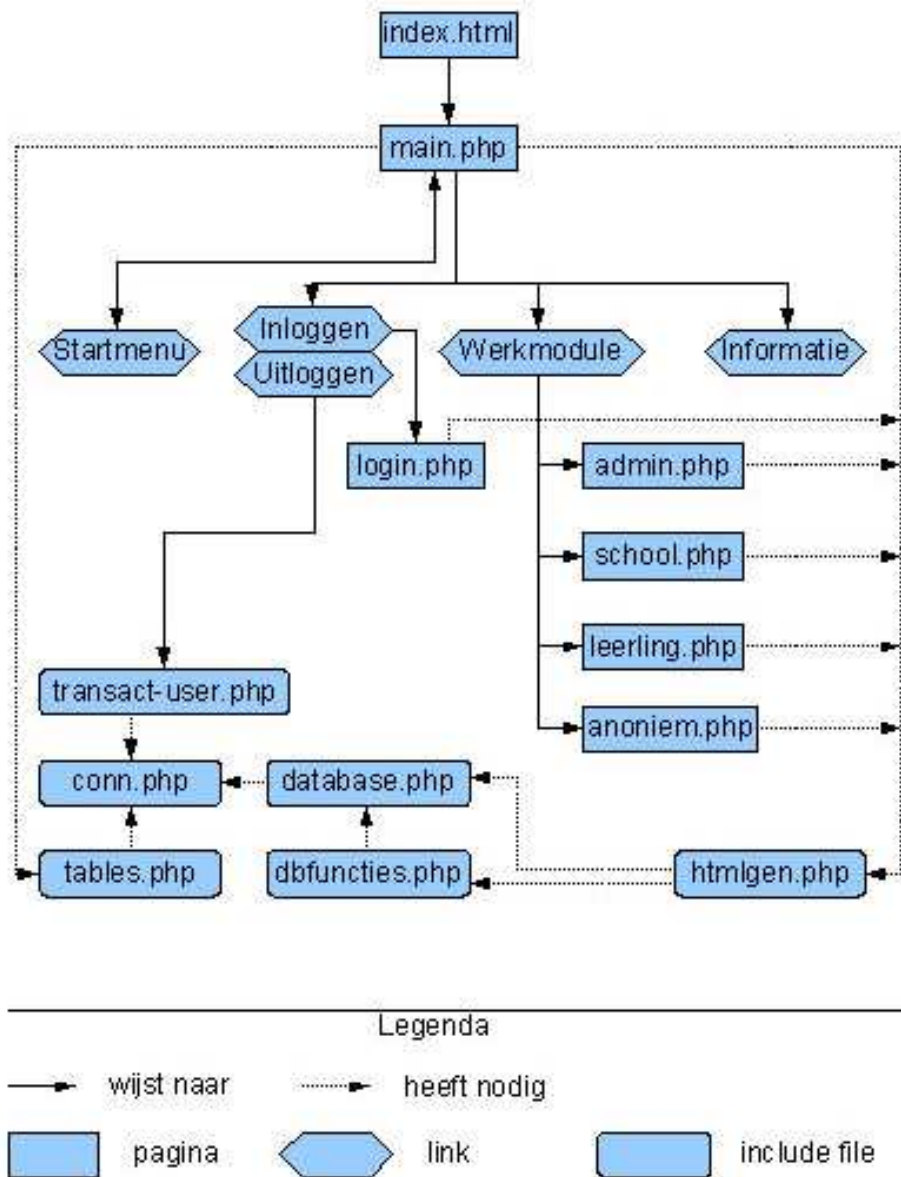 index.html
main.php
Startmenu
Inloggen
Uitloggen
Werkmodule
Informatie
login.php
admin.php
school.php
leerling.php
anoniem.php
transact-user.php
conn.php
database.php
tables.php
dbfuncties.php
htmlgen.php
Legenda
wijst naar
heeft nodig
pagina
link
include file